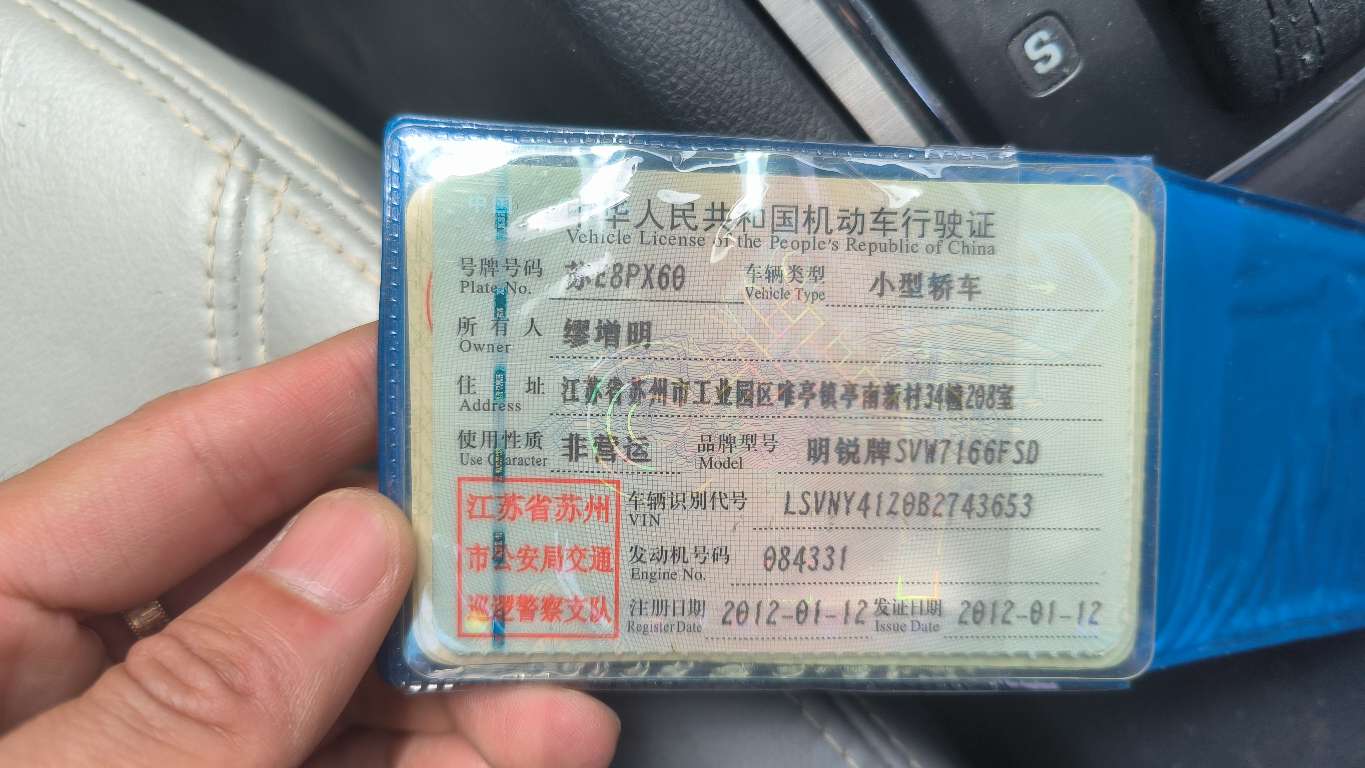 S
中华人民共和国机动车行驶证
Vehicle License of the People's Republic of China
号牌号码 苏E8PX60 车辆类型 小型轿车
Plate No. Vehicle Type
所有人 缪增明
Owner
住址 江苏省苏州市工业园区唯亭镇亭南新村34幢208室
Address
使用性质 非营运 品牌型号 明锐牌SVW7166FSD
Use Character Model
江苏省苏州 车辆识别代号 LSVNY41Z0B2743653
VIN
市公安局交通 发动机号码 084331
Engine No.
巡逻警察支队 注册日期 2012-01-12 发证日期 2012-01-12
Register Date Issue Date